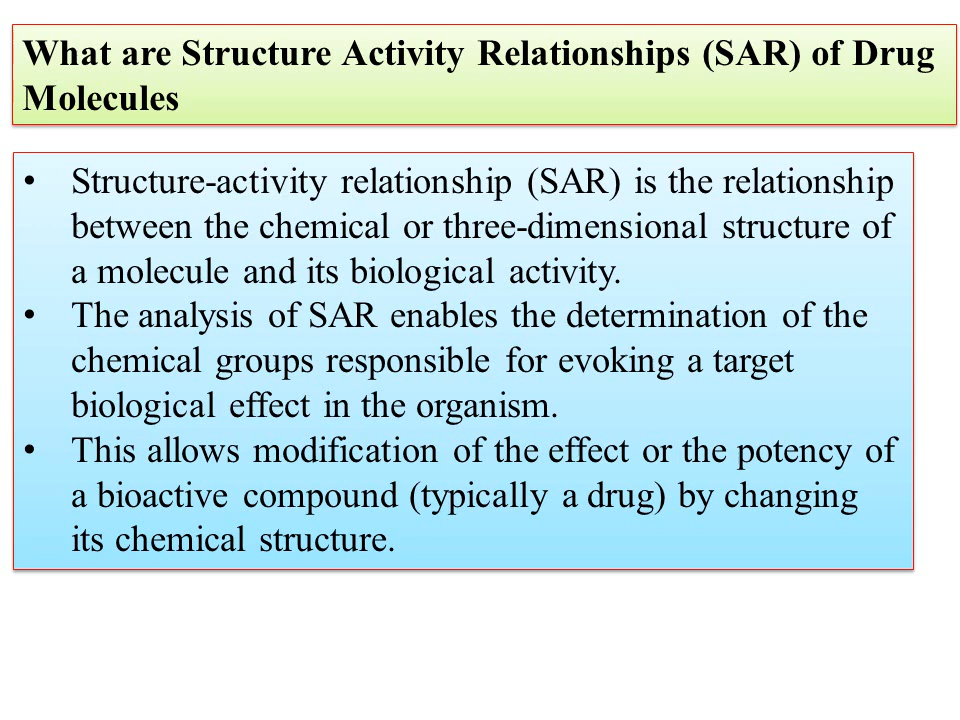 What are Structure Activity Relationships (SAR) of Drug
Molecules
• Structure-activity relationship (SAR) is the relationship
between the chemical or three-dimensional structure of
a molecule and its biological activity.
• The analysis of SAR enables the determination of the
chemical groups responsible for evoking a target
biological effect in the organism.
• This allows modification of the effect or the potency of
a bioactive compound (typically a drug) by changing
its chemical structure.